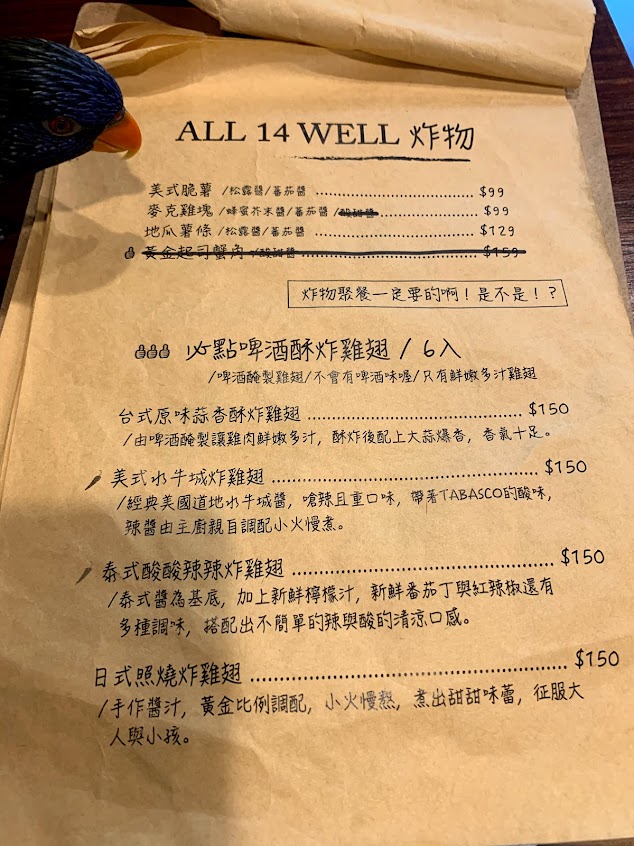 ALL 14 WELL 炸物
美式脆薯 /松露醬/蕃茄醬 ........................ $99
麥克雞塊 /蜂蜜芥末醬/蕃茄醬/酸甜醬 ........................ $99
地瓜薯條 /松露醬/蕃茄醬 ........................ $129
黃金起司蟹角 /酸甜醬 ........................ $159
炸物聚餐一定要的啊！是不是！？
必點啤酒酥炸雞翅 / 6入
/啤酒醃製雞翅/不會有啤酒味喔/只有鮮嫩多汁雞翅
台式原味蒜香酥炸雞翅 ........................ $150
/由啤酒醃製讓雞肉鮮嫩多汁，酥炸後配上大蒜爆香，香氣十足。
美式水牛城炸雞翅 ........................ $150
/經典美國道地水牛城醬，嗆辣且重口味，帶著TABASCO的酸味，
辣醬由主廚親自調配小火慢煮。
泰式酸酸辣辣炸雞翅 ........................ $150
/泰式醬為基底，加上新鮮檸檬汁，新鮮番茄丁與紅辣椒還有
多種調味，搭配出不簡單的辣與酸的清涼口感。
日式照燒炸雞翅 ........................ $150
/手作醬汁，黃金比例調配，小火慢熬，煮出甜甜味蕾，征服大
人與小孩。